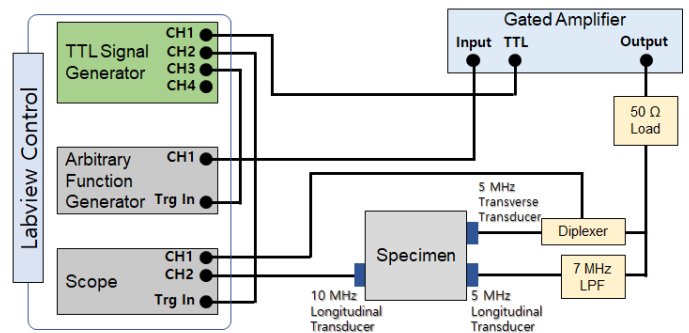 Labview Control
TTL Signal
Generator
CH1
CH2
CH3
CH4
Arbitrary
Function
Generator
CH1
Trg In
Scope
CH1
CH2
Trg In
Gated Amplifier
Input
TTL
Output
50 Ω
Load
5 MHz
Transverse
Transducer
Diplexer
Specimen
7 MHz
LPF
10 MHz
Longitudinal
Transducer
5 MHz
Longitudinal
Transducer